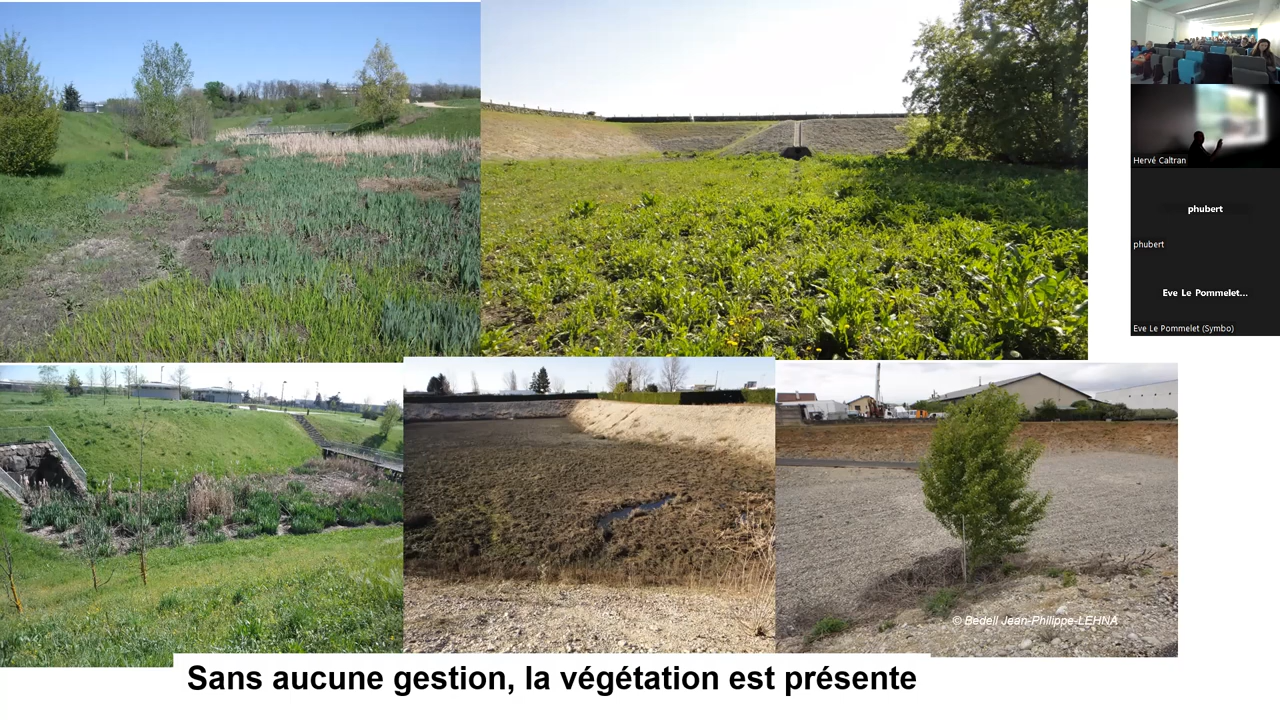 Hervé Caltran
phubert
phubert
Eve Le Pommelet...
Eve Le Pommelet (Symbo)
© Bedell Jean-Philippe-LEHNA
Sans aucune gestion, la végétation est présente